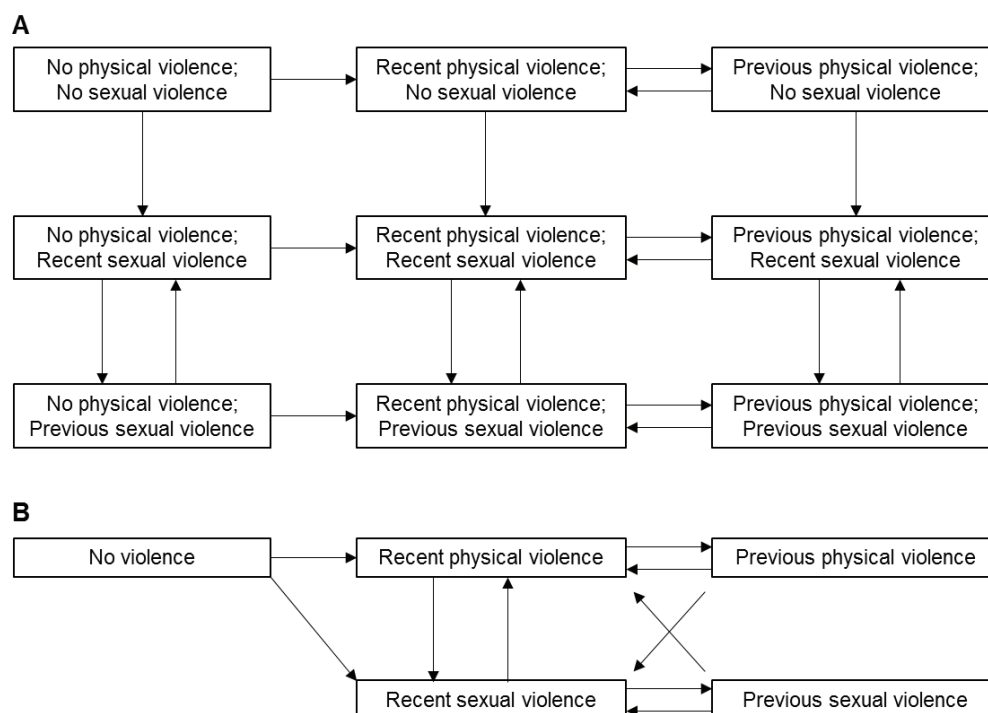 A
No physical violence;
No sexual violence
Recent physical violence;
No sexual violence
Previous physical violence;
No sexual violence
No physical violence;
Recent sexual violence
Recent physical violence;
Recent sexual violence
Previous physical violence;
Recent sexual violence
No physical violence;
Previous sexual violence
Recent physical violence;
Previous sexual violence
Previous physical violence;
Previous sexual violence
B
No violence
Recent physical violence
Previous physical violence
Recent sexual violence
Previous sexual violence